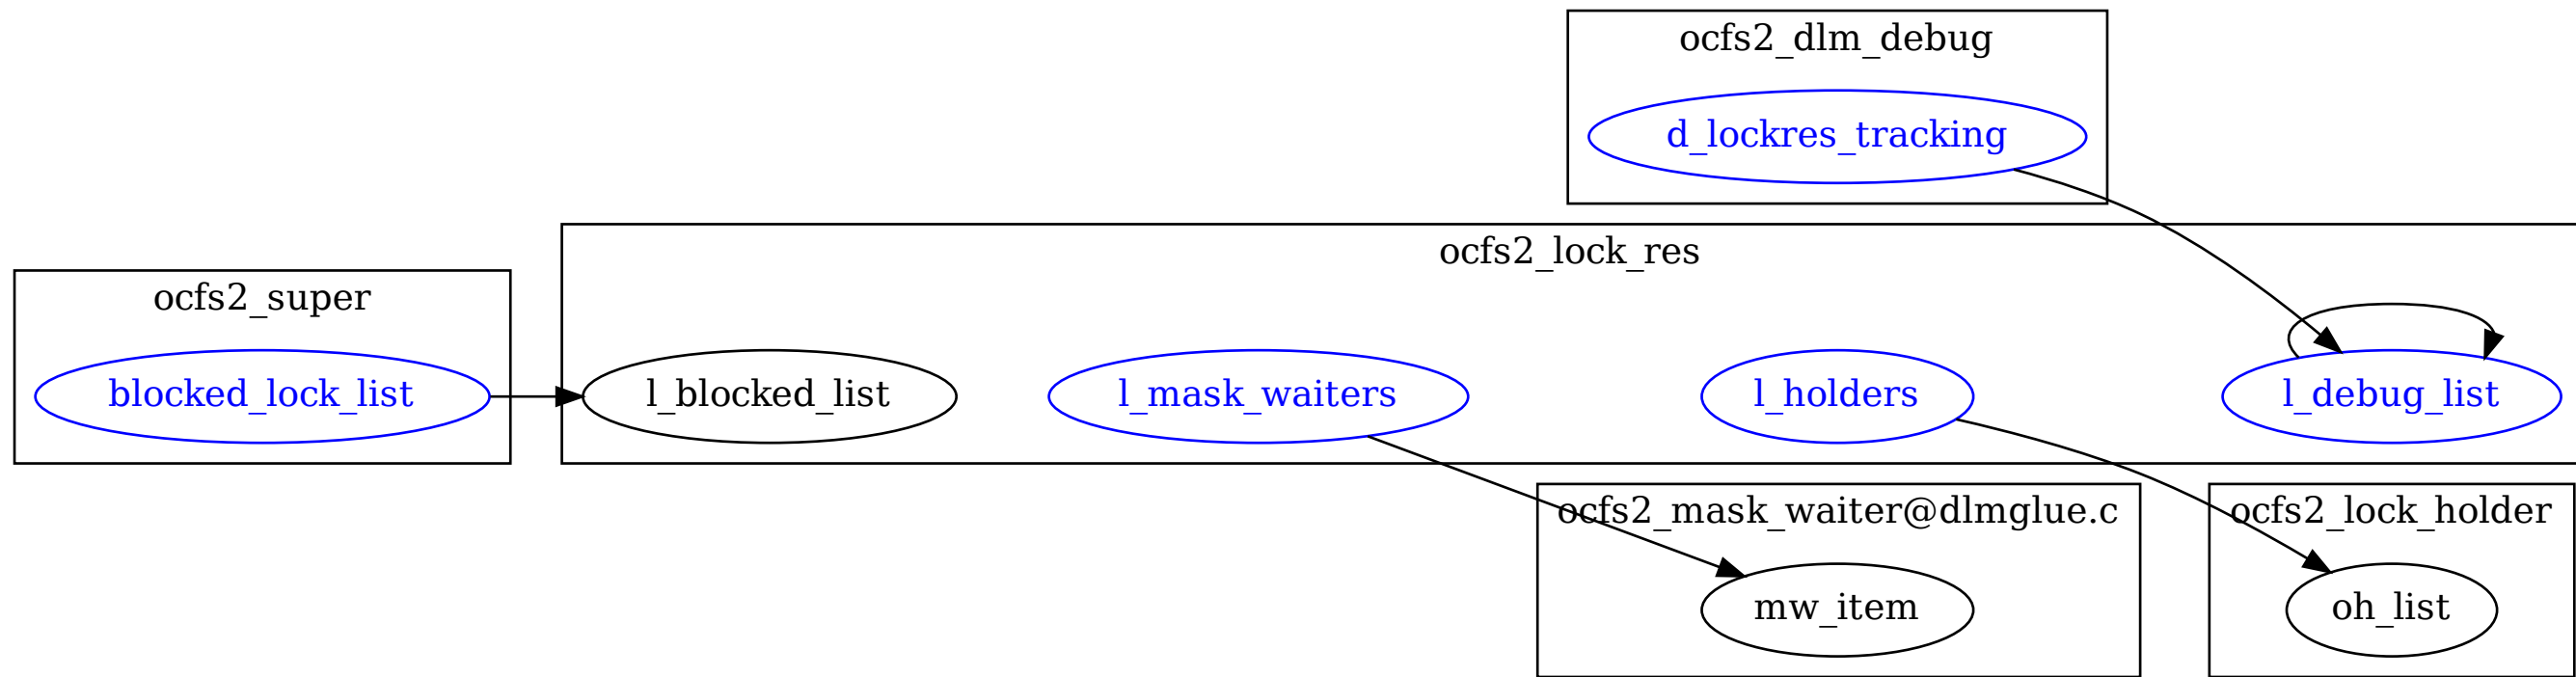 ocfs2_dlm_debug
d_lockres_tracking
ocfs2_lock_res
ocfs2_super
blocked_lock_list
l_blocked_list
l_mask_waiters
l_holders
l_debug_list
ocfs2_mask_waiter@dlmglue.c
ocfs2_lock_holder
mw_item
oh_list